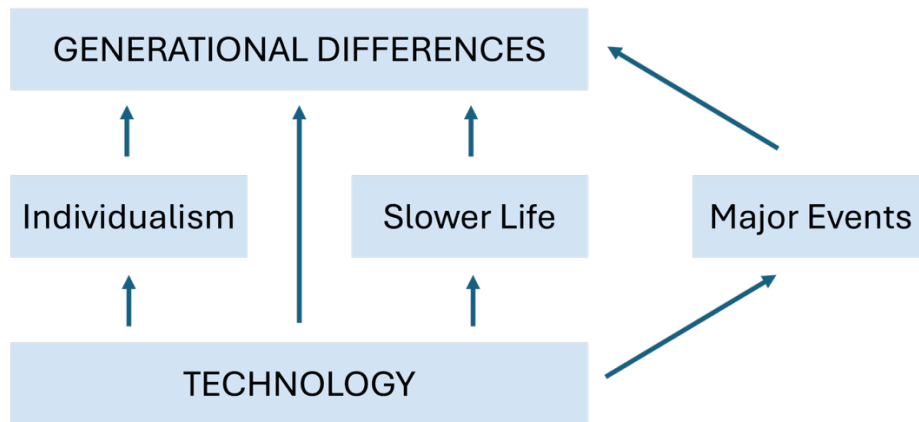 GENERATIONAL DIFFERENCES
Individualism
Slower Life
Major Events
TECHNOLOGY